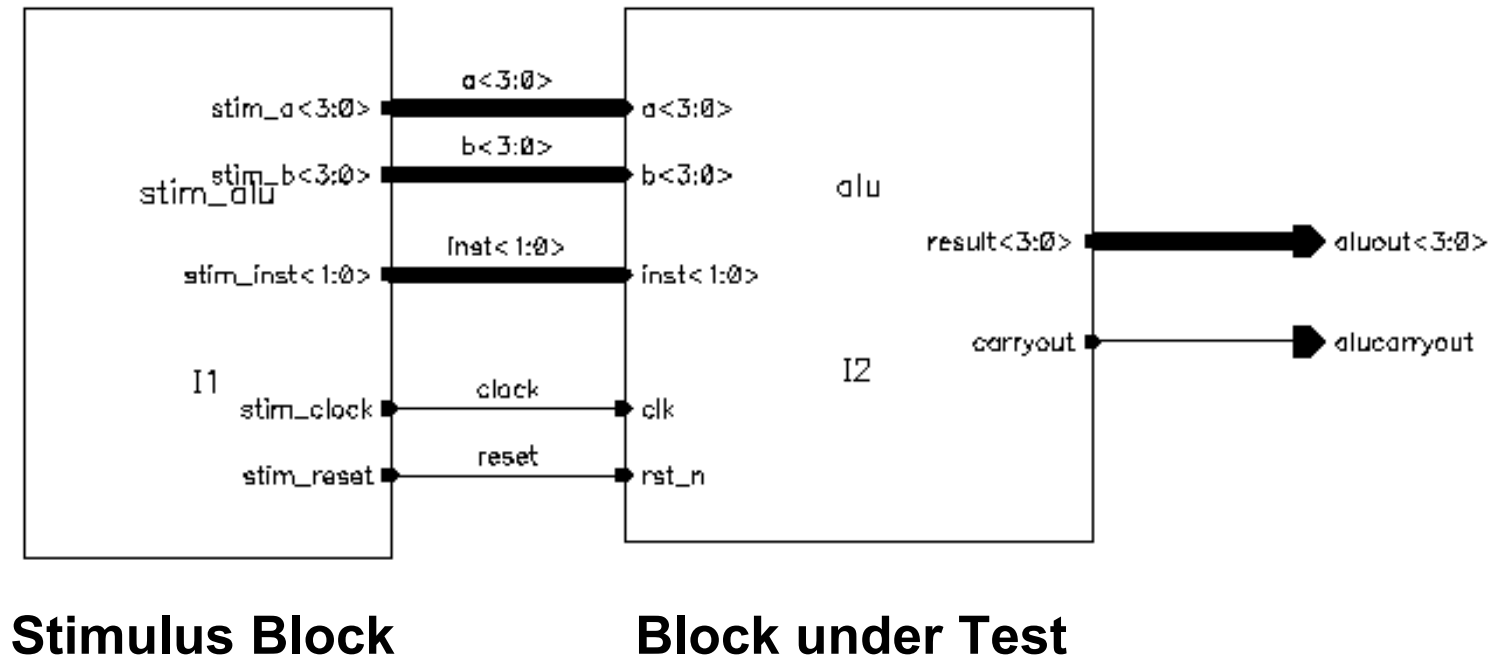 a<3:0>
stim_a<3:0>
a<3:0>
b<3:0>
stim_b<3:0>
b<3:0>
stim_alu
alu
inst<1:0>
result<3:0>
aluout<3:0>
stim_inst<1:0>
inst<1:0>
carryout
alucarryout
I1
I2
clock
stim_clock
clk
reset
stim_reset
rst_n
Stimulus Block
Block under Test